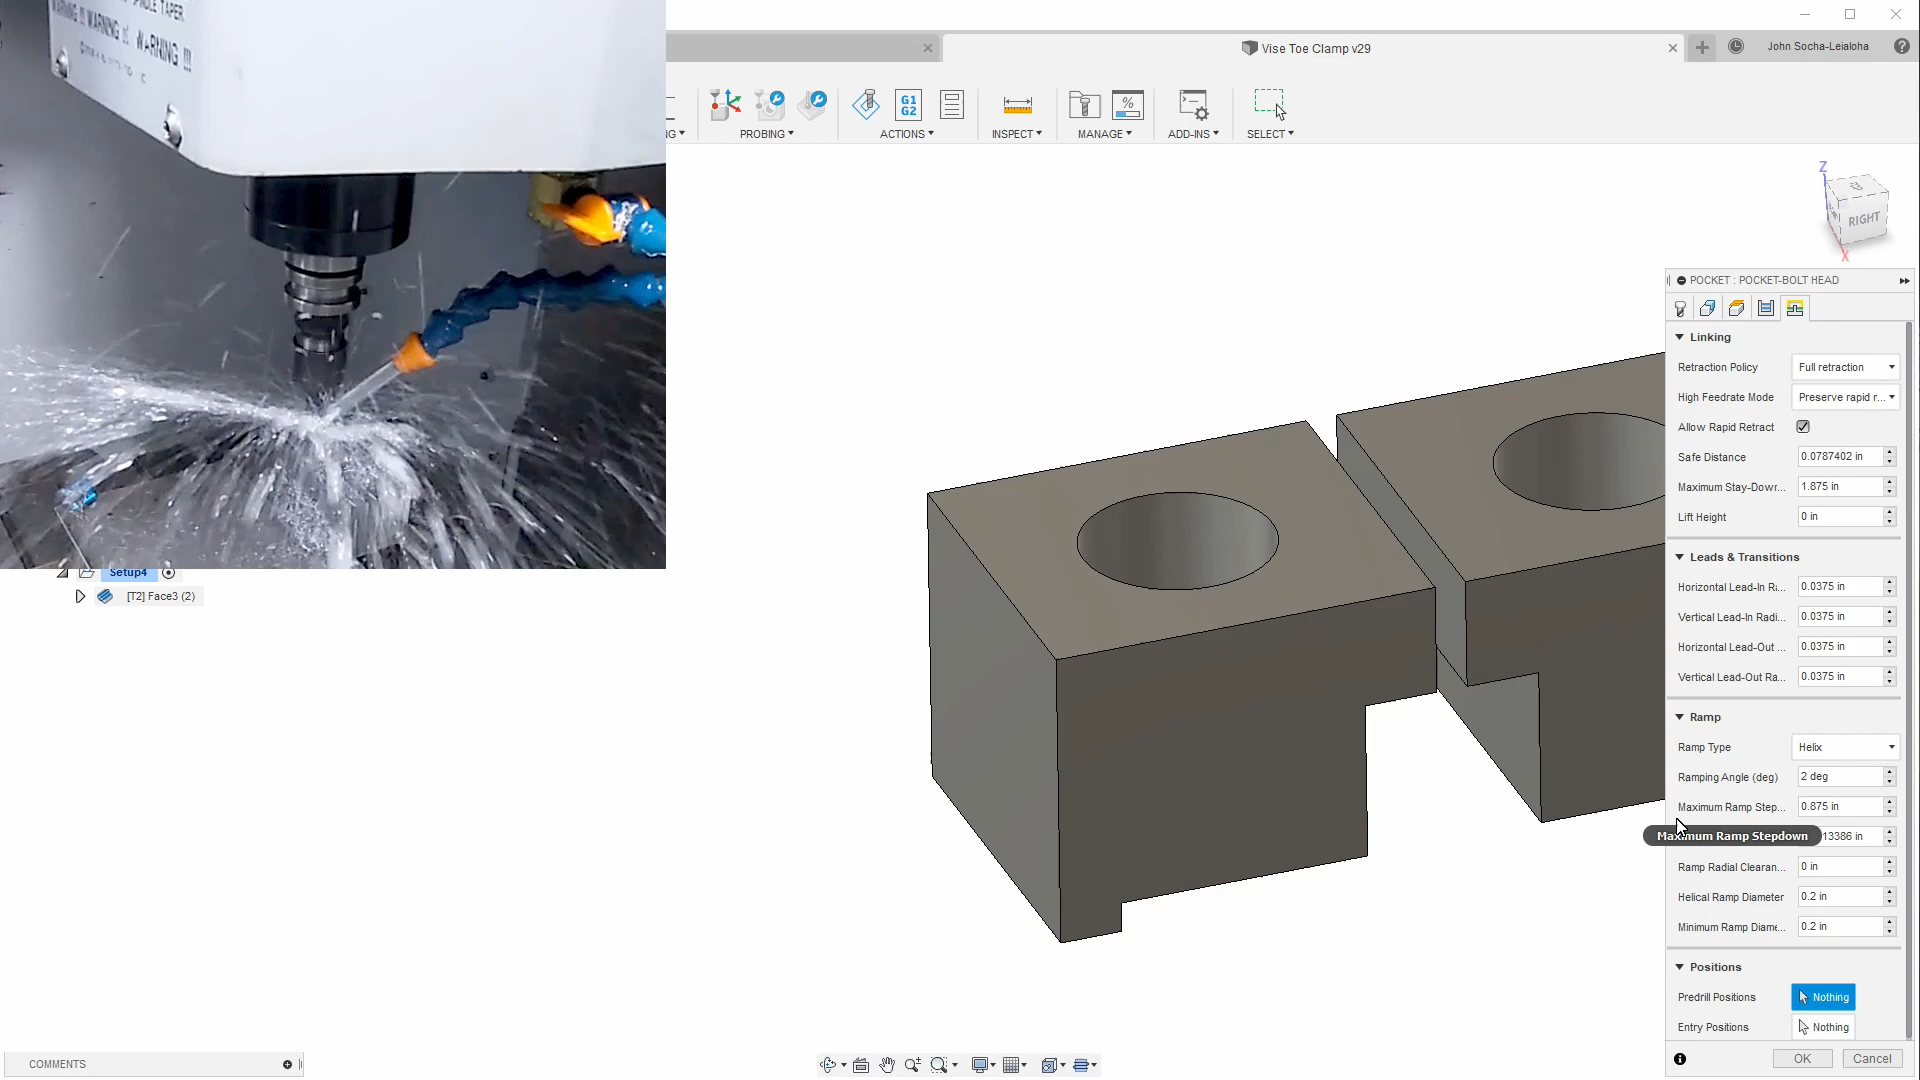 SPINDLE TAPER
WARNING !!! WARNING !!! WARNING !!!
Vise Toe Clamp v29
John Socha-Leialoha
PROBING
G1
G2
ACTIONS
INSPECT
%
MANAGE
ADD-INS
SELECT
Z
RIGHT
X
POCKET : POCKET-BOLT HEAD
Linking
Retraction Policy Full retraction
High Feedrate Mode Preserve rapid r...
Allow Rapid Retract
Safe Distance 0.0787402 in
Maximum Stay-Dowr... 1.875 in
Lift Height 0 in
Leads & Transitions
Horizontal Lead-In Ri... 0.0375 in
Vertical Lead-In Radi... 0.0375 in
Horizontal Lead-Out ... 0.0375 in
Vertical Lead-Out Ra... 0.0375 in
Ramp
Ramp Type Helix
Ramping Angle (deg) 2 deg
Maximum Ramp Step... 0.875 in
Maximum Ramp Stepdown 13386 in
Ramp Radial Clearan... 0 in
Helical Ramp Diameter 0.2 in
Minimum Ramp Diame... 0.2 in
Positions
Predrill Positions Nothing
Entry Positions Nothing
OK Cancel
Setup4
[T2] Face3 (2)
COMMENTS